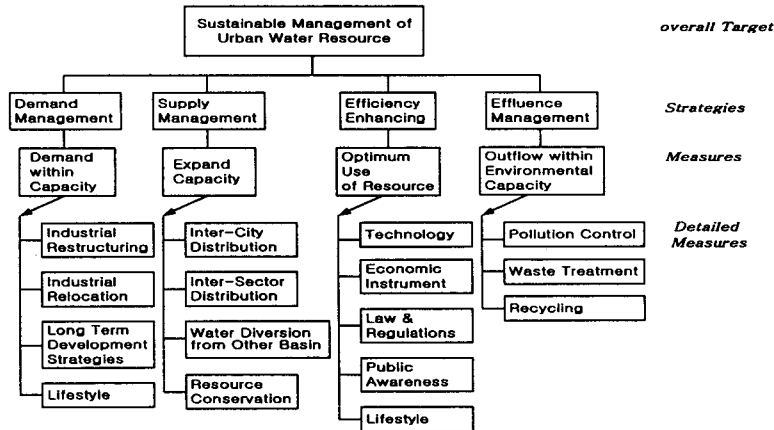 Sustainable Management of
Urban Water Resource
overall Target
Demand
Management
Supply
Management
Efficiency
Enhancing
Effluence
Management
Strategies
Demand
within
Capacity
Expand
Capacity
Optimum
Use
of Resource
Outflow within
Environmental
Capacity
Measures
Industrial
Restructuring
Inter-City
Distribution
Technology
Pollution Control
Detailed
Measures
Industrial
Relocation
Inter-Sector
Distribution
Economic
Instrument
Waste Treatment
Long Term
Development
Strategies
Water Diversion
from Other Basin
Law &
Regulations
Recycling
Lifestyle
Resource
Conservation
Public
Awareness
Lifestyle